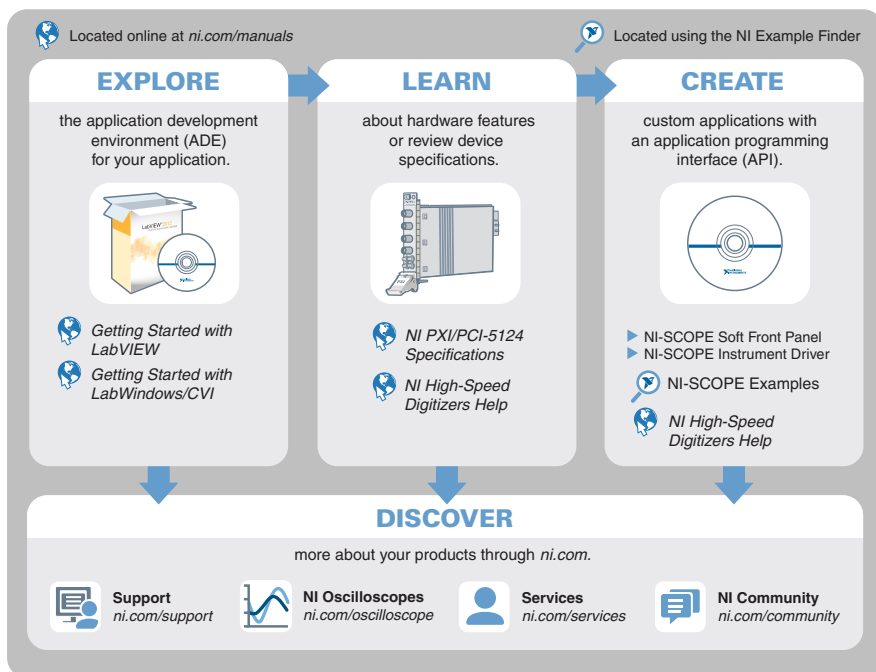 Located online at ni.com/manuals
Located using the NI Example Finder
EXPLORE
the application development
environment (ADE)
for your application.
LabVIEW
Getting Started with
LabVIEW
Getting Started with
LabWindows/CVI
LEARN
about hardware features
or review device
specifications.
NI PXI/PCI-5124
Specifications
NI High-Speed
Digitizers Help
CREATE
custom applications with
an application programming
interface (API).
NI-SCOPE Soft Front Panel
NI-SCOPE Instrument Driver
NI-SCOPE Examples
NI High-Speed
Digitizers Help
DISCOVER
more about your products through ni.com.
Support
ni.com/support
NI Oscilloscopes
ni.com/oscilloscope
Services
ni.com/services
NI Community
ni.com/community